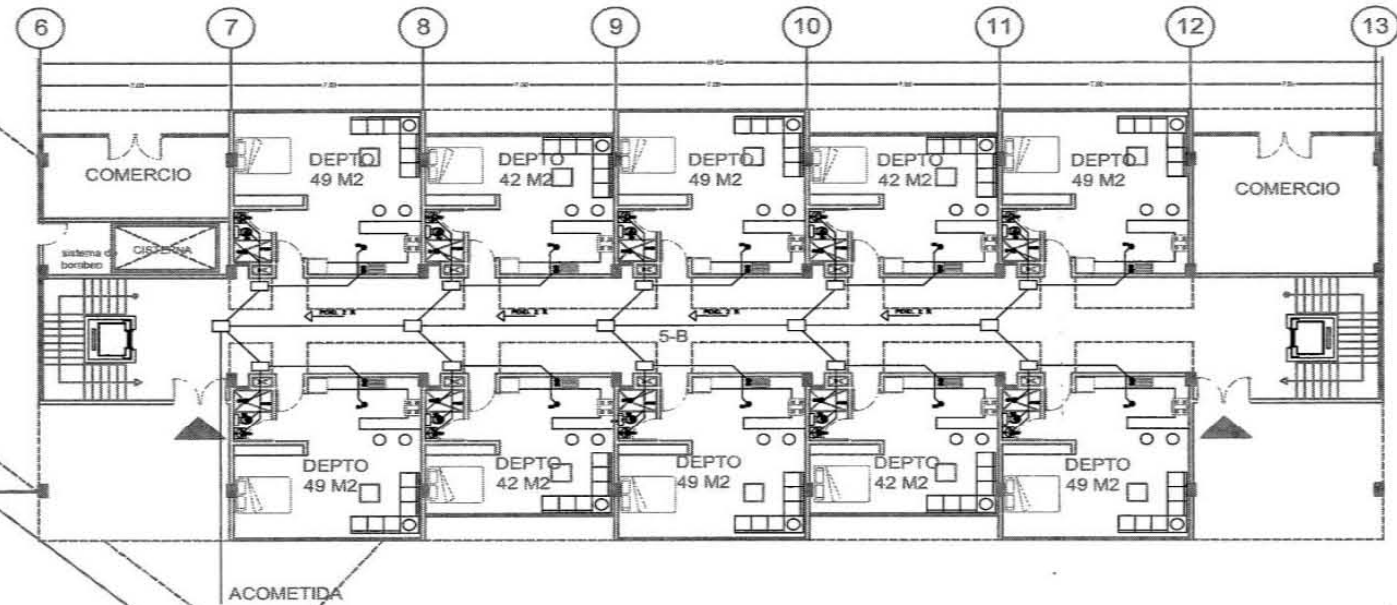 6 7 8 9 10 11 12 13
DEPTO DEPTO DEPTO DEPTO DEPTO
49 M2 42 M2 49 M2 42 M2 49 M2
COMERCIO COMERCIO
CISTERNA
sistema de
bombeo
5-B
DEPTO DEPTO DEPTO DEPTO DEPTO
49 M2 42 M2 49 M2 42 M2 49 M2
ACOMETIDA